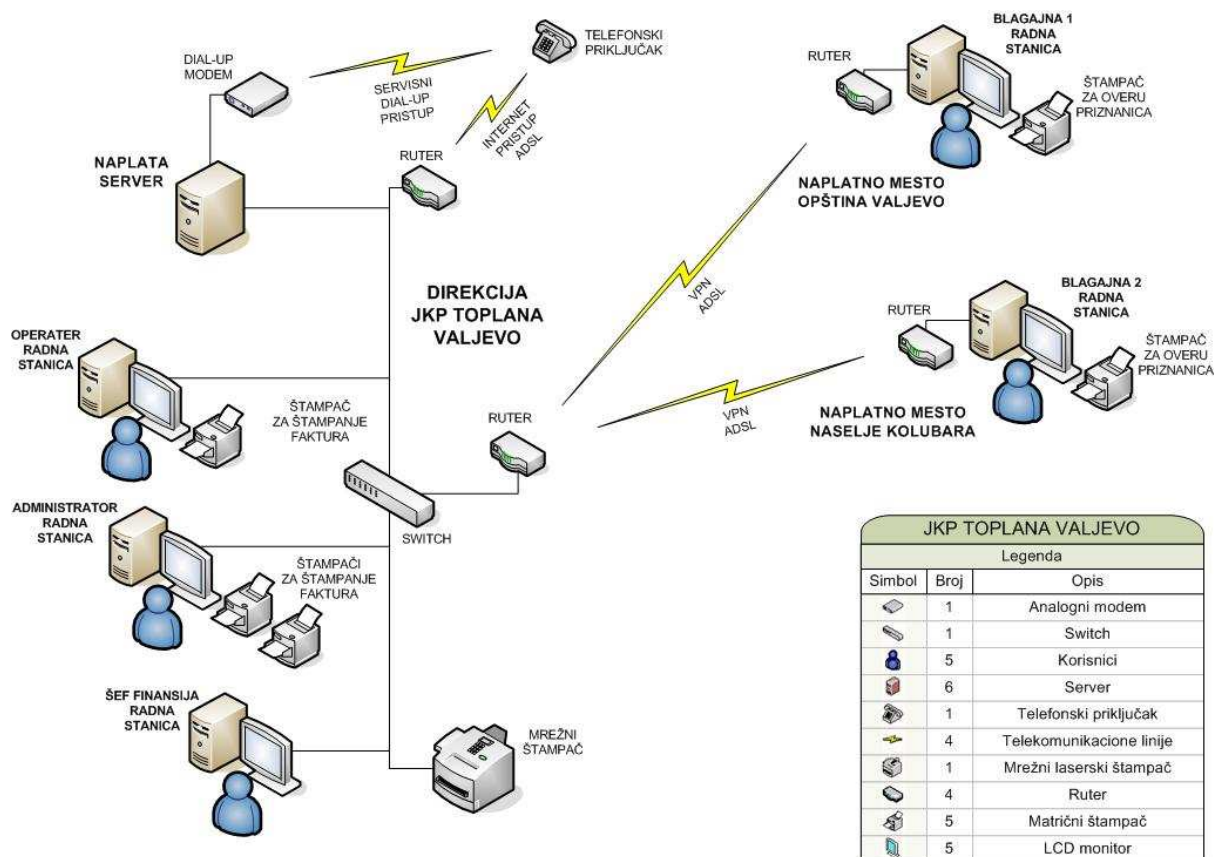 TELEFONSKI
PRIKLJUČAK
DIAL-UP
MODEM
SERVISNI
DIAL-UP
PRISTUP
INTERNET
PRISTUP
ADSL
NAPLATA
SERVER
RUTER
BLAGAJNA 1
RADNA
STANICA
RUTER
ŠTAMPAČ
ZA OVERU
PRIZNANICA
NAPLATNO MESTO
OPŠTINA VALJEVO
DIREKCIJA
JKP TOPLANA
VALJEVO
VPN
ADSL
BLAGAJNA 2
RADNA
STANICA
RUTER
ŠTAMPAČ
ZA OVERU
PRIZNANICA
VPN
ADSL
NAPLATNO MESTO
NASELJE KOLUBARA
OPERATER
RADNA
STANICA
ŠTAMPAČ
ZA ŠTAMPANJE
FAKTURA
RUTER
SWITCH
ADMINISTRATOR
RADNA
STANICA
ŠTAMPAČI
ZA ŠTAMPANJE
FAKTURA
ŠEF FINANSIJA
RADNA
STANICA
MREŽNI
ŠTAMPAČ
JKP TOPLANA VALJEVO
Legenda
Simbol Broj Opis
1 Analogni modem
1 Switch
5 Korisnici
6 Server
1 Telefonski priključak
4 Telekomunikacione linije
1 Mrežni laserski štampač
4 Ruter
5 Matrični štampač
5 LCD monitor